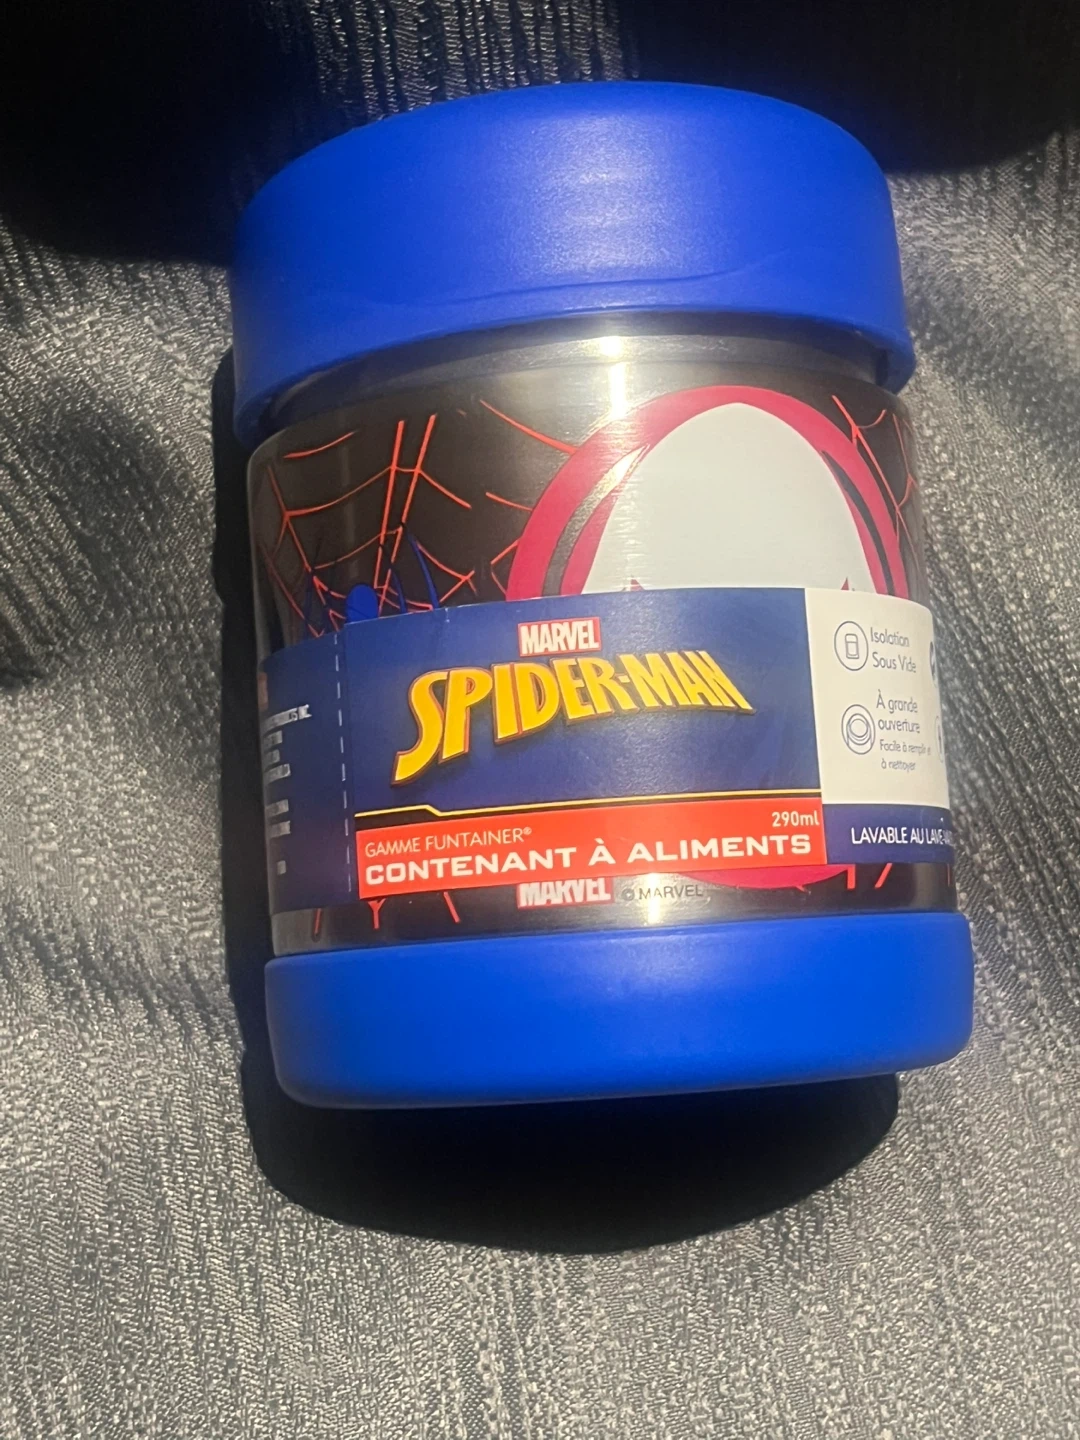 MARVEL
SPIDER-MAN
290ml
GAMME FUNTAINER®
CONTENANT À ALIMENTS
MARVEL © MARVEL
Isolation
Sous Vide
À grande
ouverture
Facile à remplir et
à nettoyer
LAVABLE AU
INC.